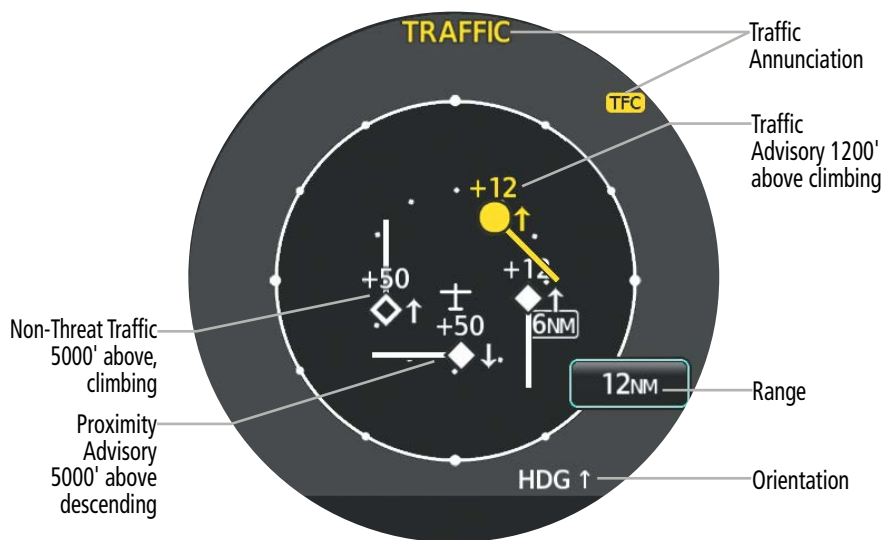 TRAFFIC
Traffic
Annunciation
TFC
Traffic
Advisory 1200'
above climbing
+12
↑
+12
↑
6NM
+50
↑
+50
↓
Non-Threat Traffic
5000' above,
climbing
12NM
Range
Proximity
Advisory
5000' above
descending
HDG ↑
Orientation